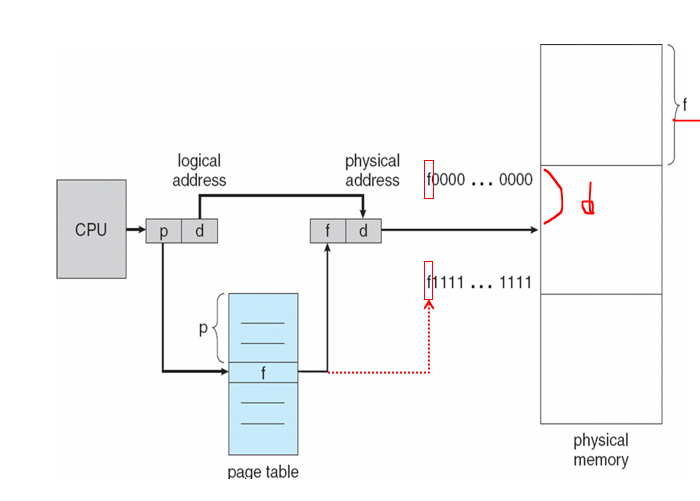 f
logical
address
physical
address
f0000 ... 0000
d
CPU
p d
f d
f1111 ... 1111
p
f
physical
memory
page table